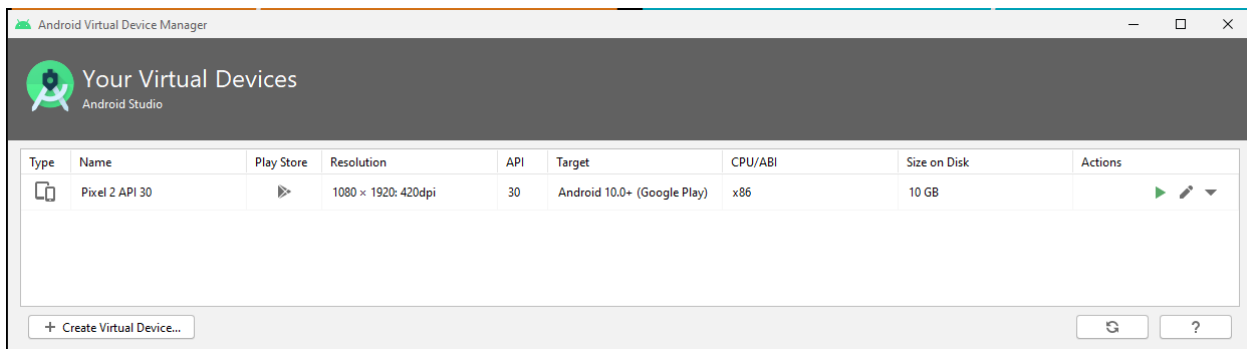 Android Virtual Device Manager
Your Virtual Devices
Android Studio
Type Name Play Store Resolution API Target CPU/ABI Size on Disk Actions
Pixel 2 API 30 1080 × 1920: 420dpi 30 Android 10.0+ (Google Play) x86 10 GB
+ Create Virtual Device... ?